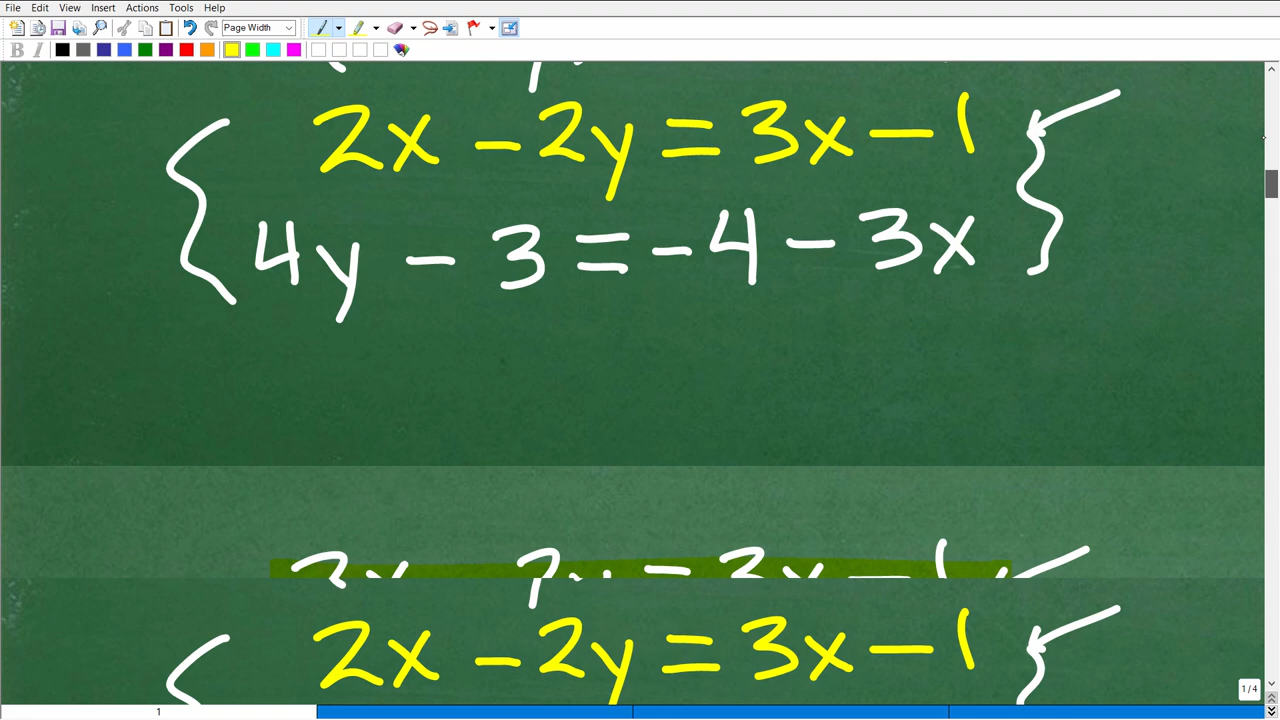 File Edit View Insert Actions Tools Help
Page Width
B I
2x - 2y = 3x - 1
4y - 3 = -4 - 3x
2x - 2y = 3x - 1
1/4
1